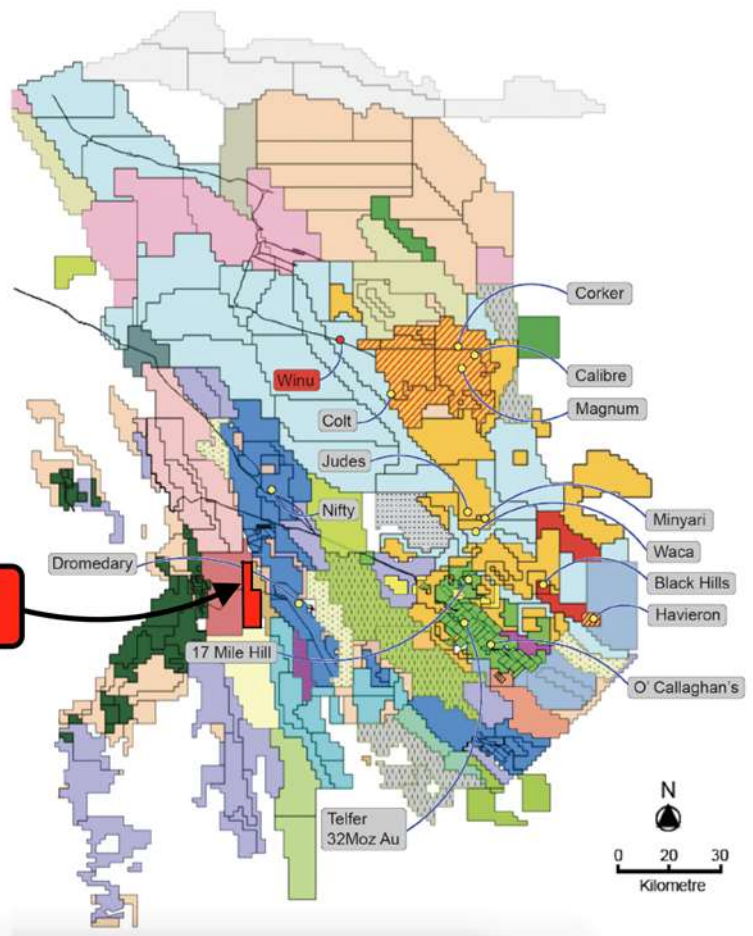 Corker
Winu
Calibre
Colt
Magnum
Judes
Nifty
Minyari
Waca
Dromedary
Black Hills
Havieron
17 Mile Hill
O' Callaghan's
Telfer
32Moz Au
N
0 20 30
Kilometre